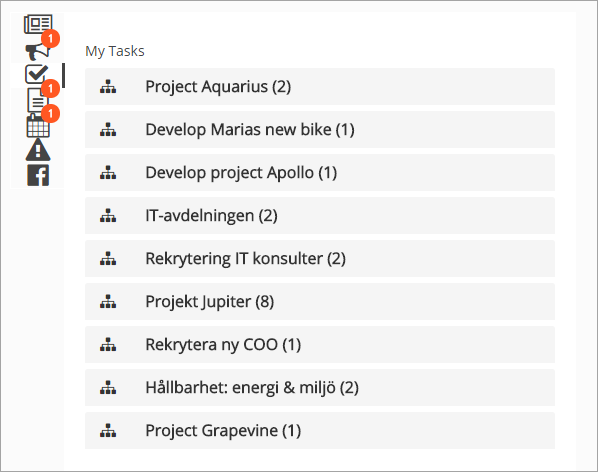 1
1
1
My Tasks
Project Aquarius (2)
Develop Marias new bike (1)
Develop project Apollo (1)
IT-avdelningen (2)
Rekrytering IT konsulter (2)
Projekt Jupiter (8)
Rekrytera ny COO (1)
Hållbarhet: energi & miljö (2)
Project Grapevine (1)